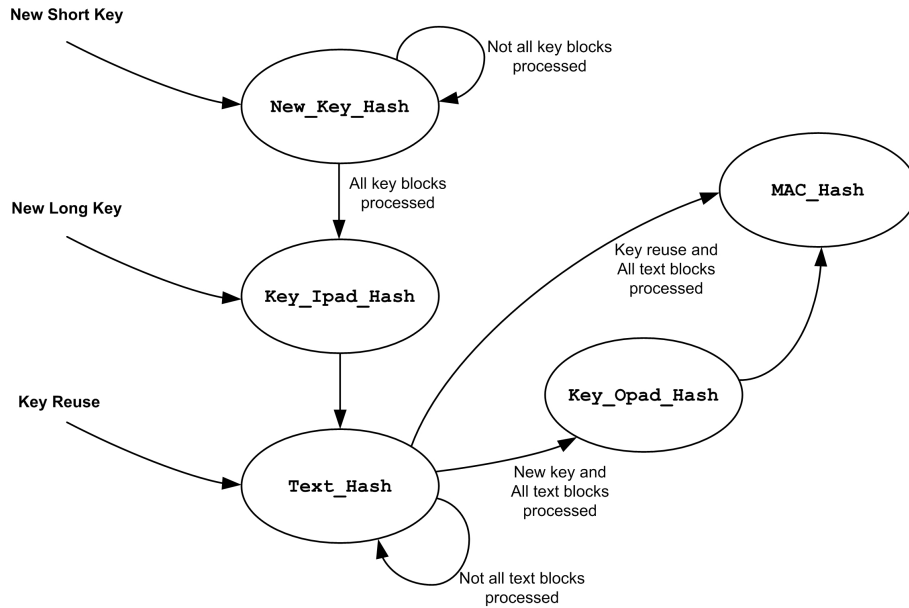 New Short Key
Not all key blocks
processed
New_Key_Hash
All key blocks
processed
MAC_Hash
New Long Key
Key reuse and
All text blocks
processed
Key_Ipad_Hash
Key_Opad_Hash
Key Reuse
New key and
All text blocks
processed
Text_Hash
Not all text blocks
processed